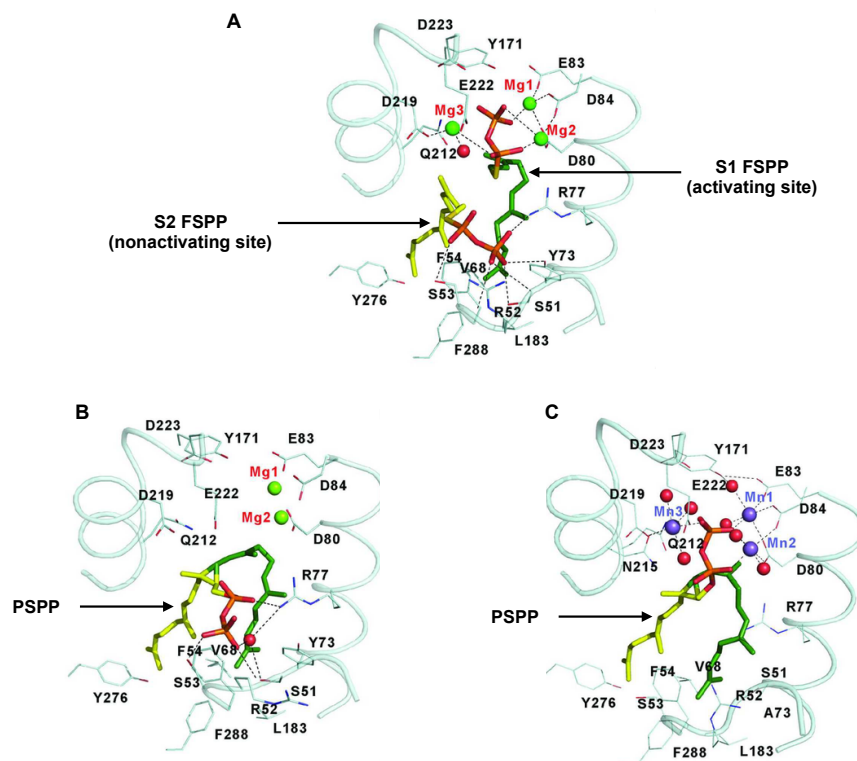 A
D223
Y171
E83
E222
Mg1
D84
D219
Mg3
Mg2
Q212
D80
S1 FSPP
(activating site)
R77
S2 FSPP
(nonactivating site)
F54
V68
Y73
Y276
S53
S51
R52
L183
F288
B
D223
Y171
E83
Mg1
D84
D219
E222
Mg2
D80
Q212
R77
PSPP
F54
V68
Y73
Y276
S53
S51
R52
L183
F288
C
D223
Y171
E83
D219
E222
Mn1
D84
Mn3
Q212
Mn2
N215
D80
PSPP
R77
F54
V68
S51
Y276
S53
R52
A73
F288
L183